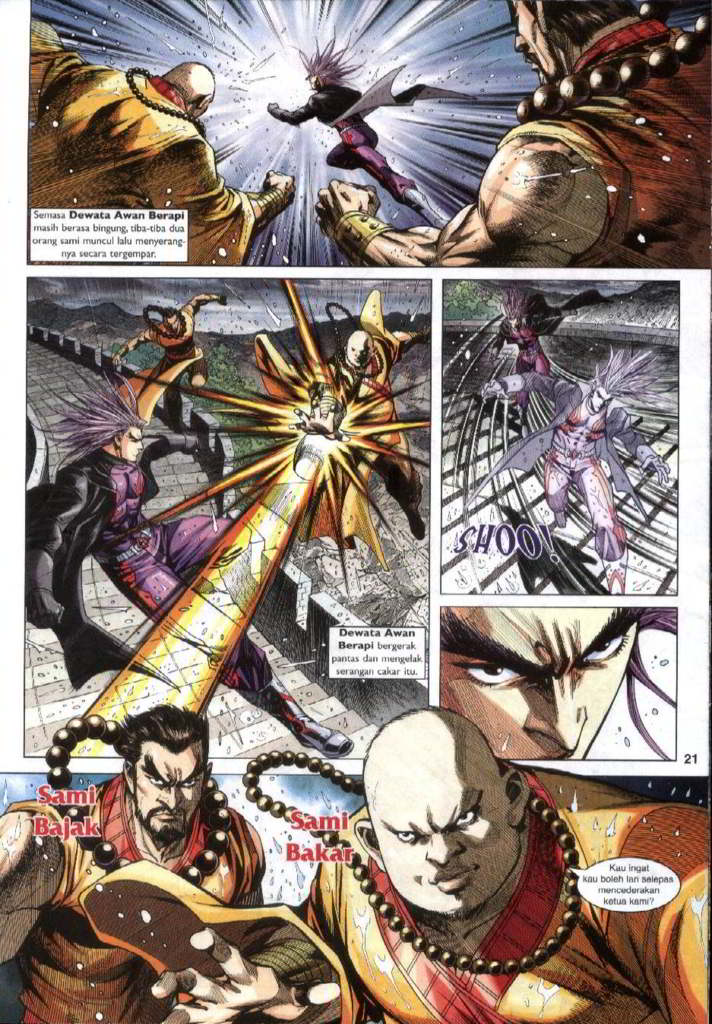 Semasa Dewata Awan Berapi
masih berasa bingung, tiba-tiba dua
orang sami muncul lalu menyerang-
nya secara tergempar.
SHOO!
Dewata Awan
Berapi bergerak
pantas dan mengelak
serangan cakar itu.
21
Sami
Bajak
Sami
Bakar
Kau ingat
kau boleh lari selepas
mencederakan
ketua kami?